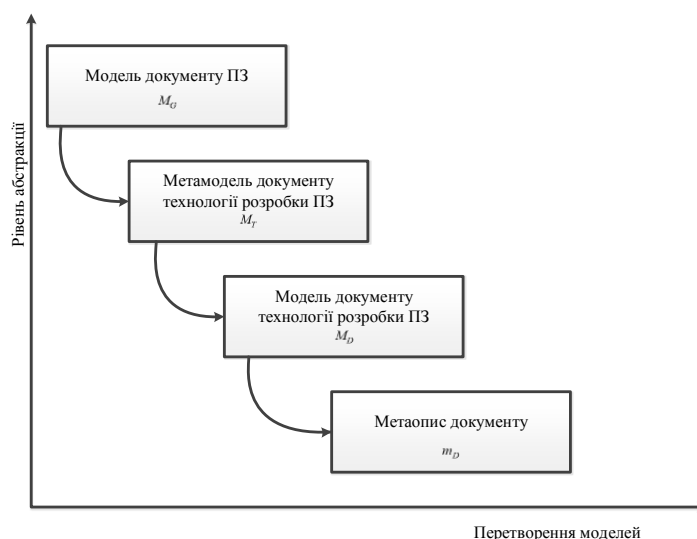 Рівень абстракції
Модель документу ПЗ
M_G
Метамодель документу
технології розробки ПЗ
M_T
Модель документу
технології розробки ПЗ
M_D
Метаопис документу
m_D
Перетворення моделей